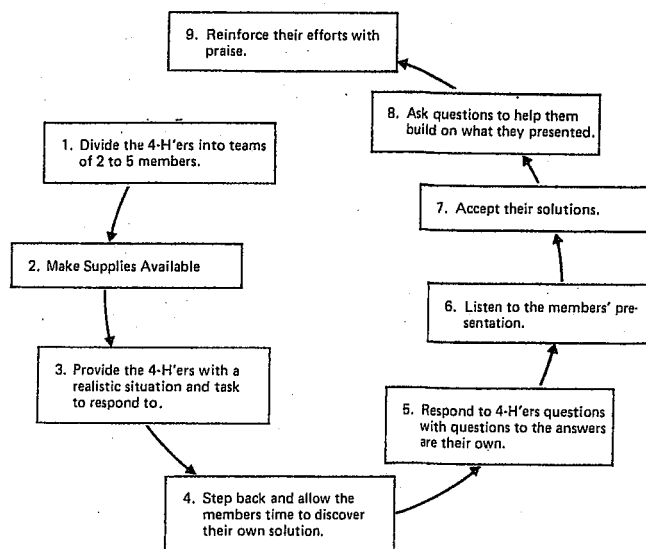 1. Divide the 4-H'ers into teams
of 2 to 5 members.
2. Make Supplies Available
3. Provide the 4-H'ers with a
realistic situation and task
to respond to.
4. Step back and allow the
members time to discover
their own solution.
5. Respond to 4-H'ers questions
with questions to the answers
are their own.
6. Listen to the members' pre-
sentation.
7. Accept their solutions.
8. Ask questions to help them
build on what they presented.
9. Reinforce their efforts with
praise.